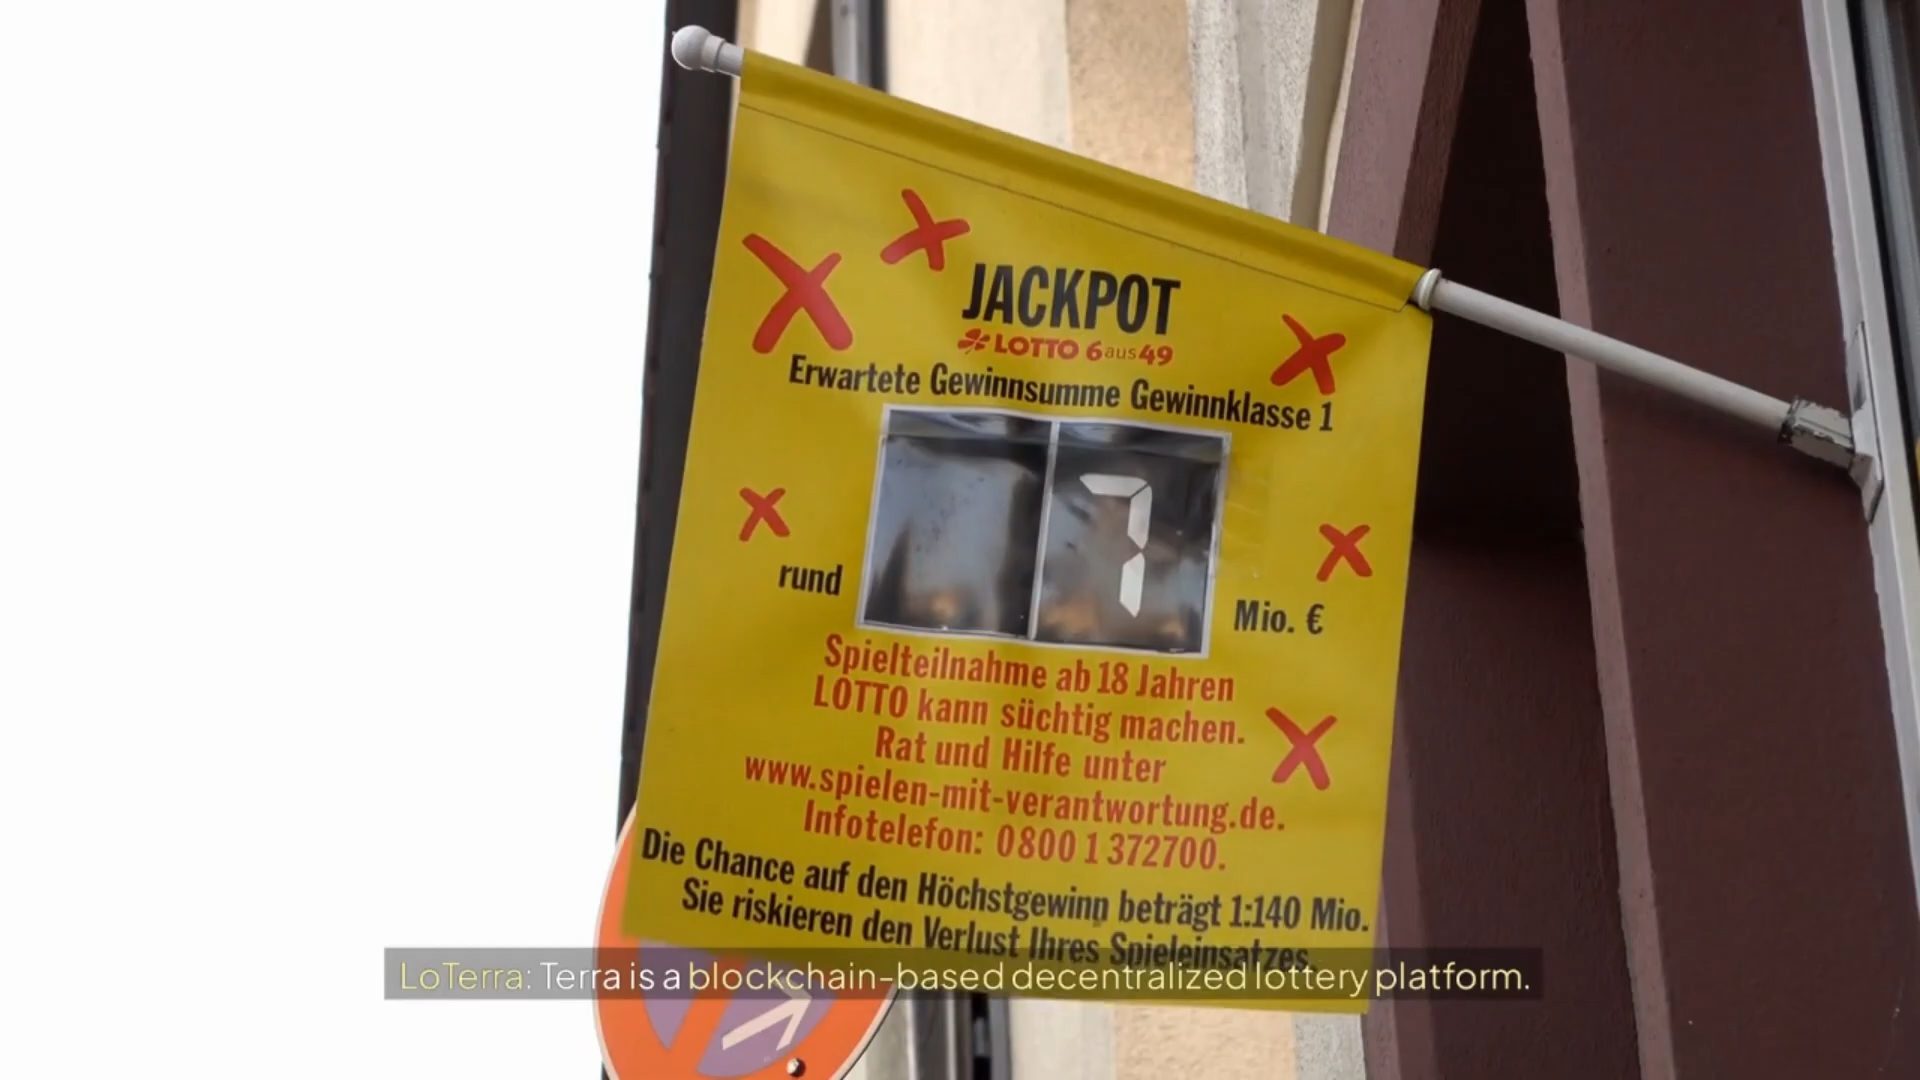 JACKPOT
LOTTO 6aus49
Erwartete Gewinnsumme Gewinnklasse 1
7
rund
Mio. €
Spielteilnahme ab 18 Jahren
LOTTO kann süchtig machen.
Rat und Hilfe unter
www.spielen-mit-verantwortung.de.
Infotelefon: 0800 1 372700.
Die Chance auf den Höchstgewinn beträgt 1:140 Mio.
Sie riskieren den Verlust Ihres Spieleinsatzes.
LoTerra: Terra is a blockchain-based decentralized lottery platform.